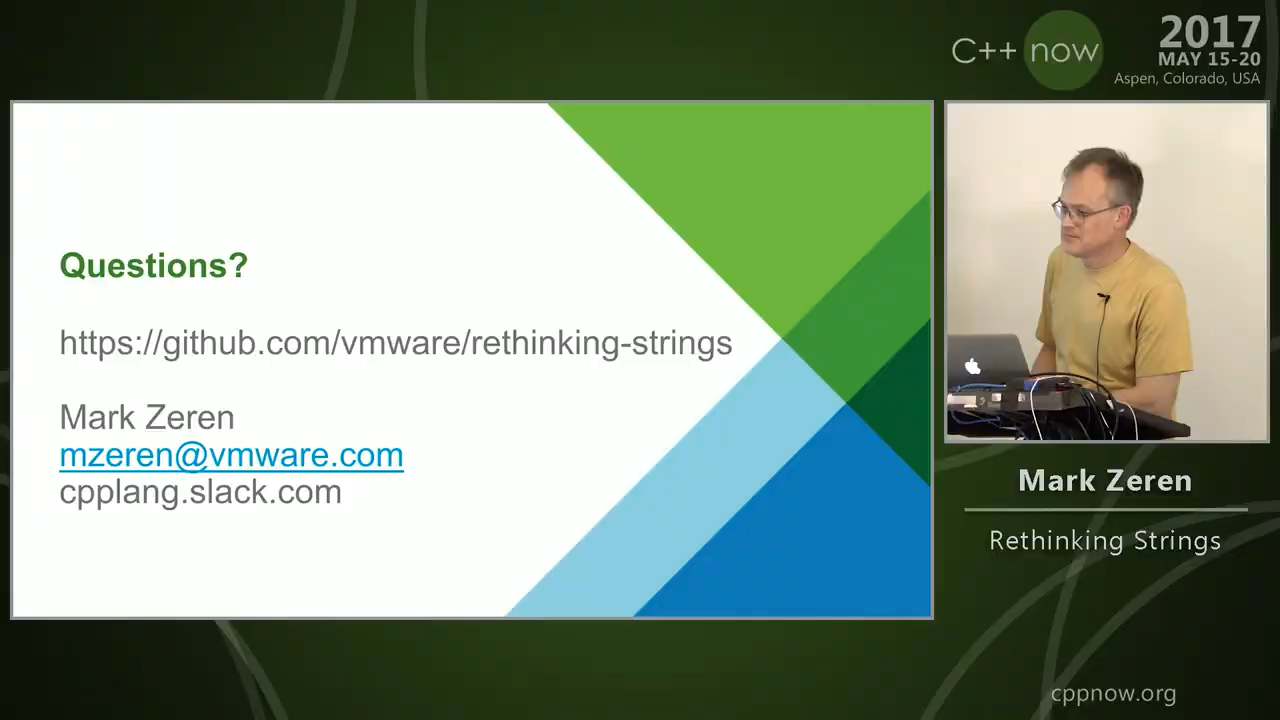 C++ now
2017
MAY 15-20
Aspen, Colorado, USA
Questions?
https://github.com/vmware/rethinking-strings
Mark Zeren
mzeren@vmware.com
cpplang.slack.com
Mark Zeren
Rethinking Strings
cppnow.org